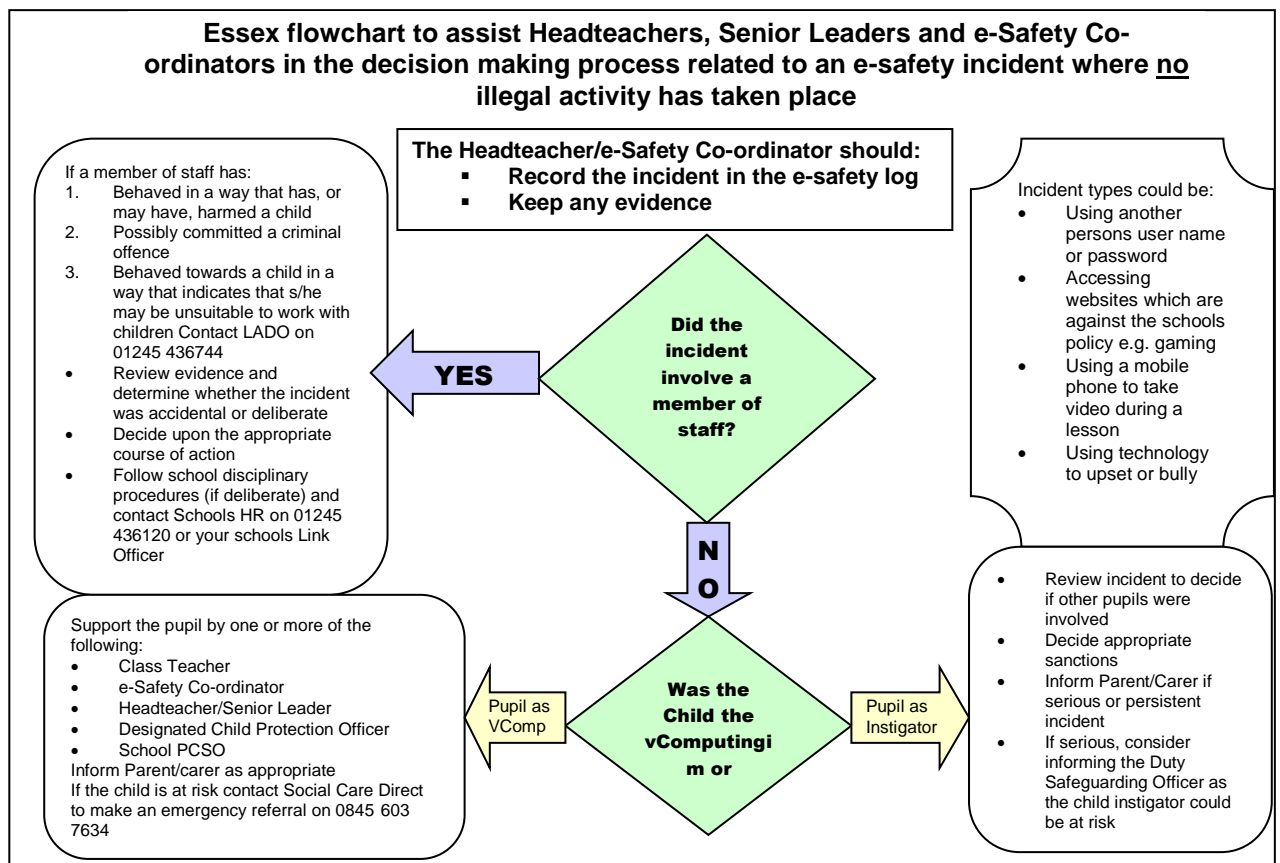 Essex flowchart to assist Headteachers, Senior Leaders and e-Safety Co-
ordinators in the decision making process related to an e-safety incident where no
illegal activity has taken place
The Headteacher/e-Safety Co-ordinator should:
▪ Record the incident in the e-safety log
▪ Keep any evidence
If a member of staff has:
1. Behaved in a way that has, or
may have, harmed a child
2. Possibly committed a criminal
offence
3. Behaved towards a child in a
way that indicates that s/he
may be unsuitable to work with
children Contact LADO on
01245 436744
• Review evidence and
determine whether the incident
was accidental or deliberate
• Decide upon the appropriate
course of action
• Follow school disciplinary
procedures (if deliberate) and
contact Schools HR on 01245
436120 or your schools Link
Officer
YES
Did the
incident
involve a
member of
staff?
Incident types could be:
• Using another
persons user name
or password
• Accessing
websites which are
against the schools
policy e.g. gaming
• Using a mobile
phone to take
video during a
lesson
• Using technology
to upset or bully
N
O
Support the pupil by one or more of the
following:
• Class Teacher
• e-Safety Co-ordinator
• Headteacher/Senior Leader
• Designated Child Protection Officer
• School PCSO
Inform Parent/carer as appropriate
If the child is at risk contact Social Care Direct
to make an emergency referral on 0845 603
7634
Pupil as
VComp
Was the
Child the
vComputingi
m or
Pupil as
Instigator
• Review incident to decide
if other pupils were
involved
• Decide appropriate
sanctions
• Inform Parent/Carer if
serious or persistent
incident
• If serious, consider
informing the Duty
Safeguarding Officer as
the child instigator could
be at risk